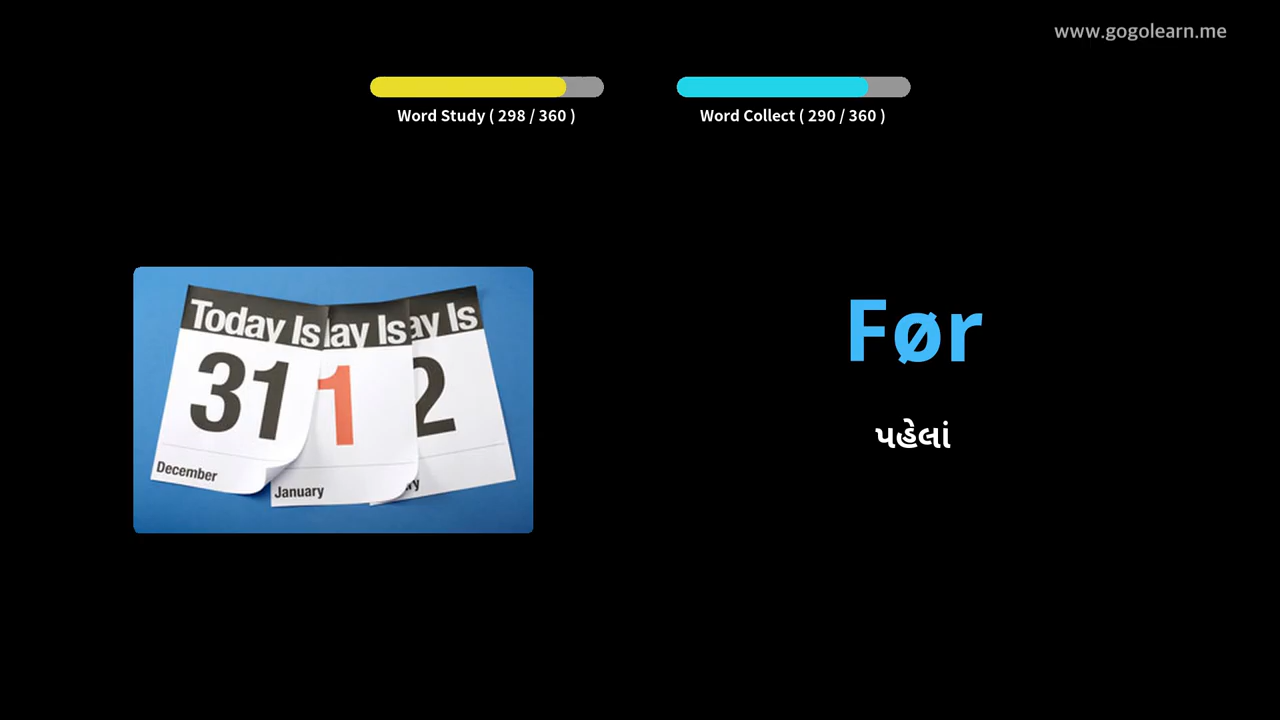 www.gogolearn.me
Word Study ( 298 / 360 )
Word Collect ( 290 / 360 )
Today Is
31
December
ay Is
1
January
ay Is
2
ry
Før
પહેલાં